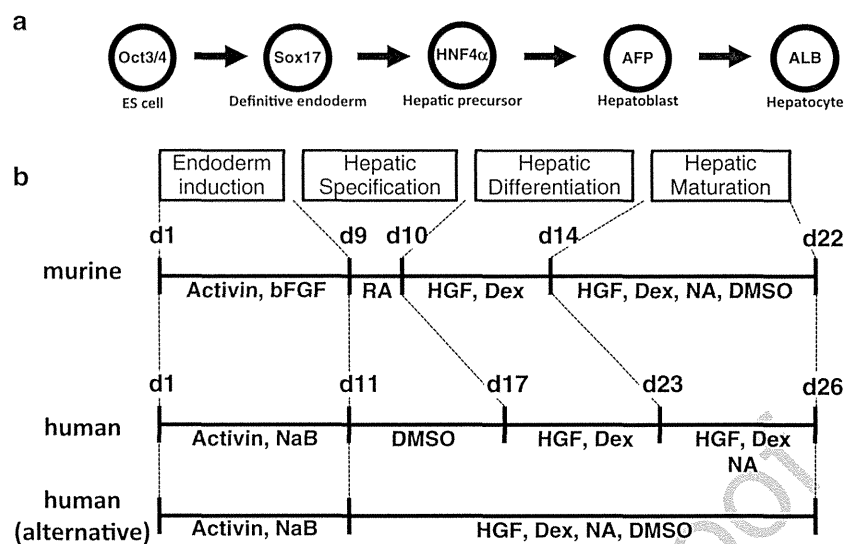 a
Oct3/4 Sox17 HNF4α AFP ALB
ES cell Definitive endoderm Hepatic precursor Hepatoblast Hepatocyte
b
Endoderm induction
Hepatic Specification
Hepatic Differentiation
Hepatic Maturation
d1 d9 d10 d14 d22
murine
Activin, bFGF RA HGF, Dex HGF, Dex, NA, DMSO
d1 d11 d17 d23 d26
human
Activin, NaB DMSO HGF, Dex HGF, Dex
NA
human
(alternative)
Activin, NaB HGF, Dex, NA, DMSO